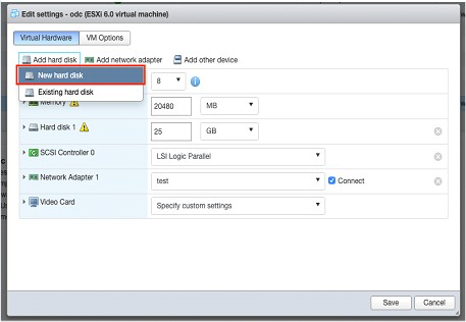 Edit settings - odc (ESXi 6.0 virtual machine)
Virtual Hardware VM Options
Add hard disk Add network adapter Add other device
New hard disk
8
Existing hard disk
Memory 20480 MB
Hard disk 1 25 GB
SCSI Controller 0 LSI Logic Parallel
Network Adapter 1 test Connect
Video Card Specify custom settings
Save Cancel